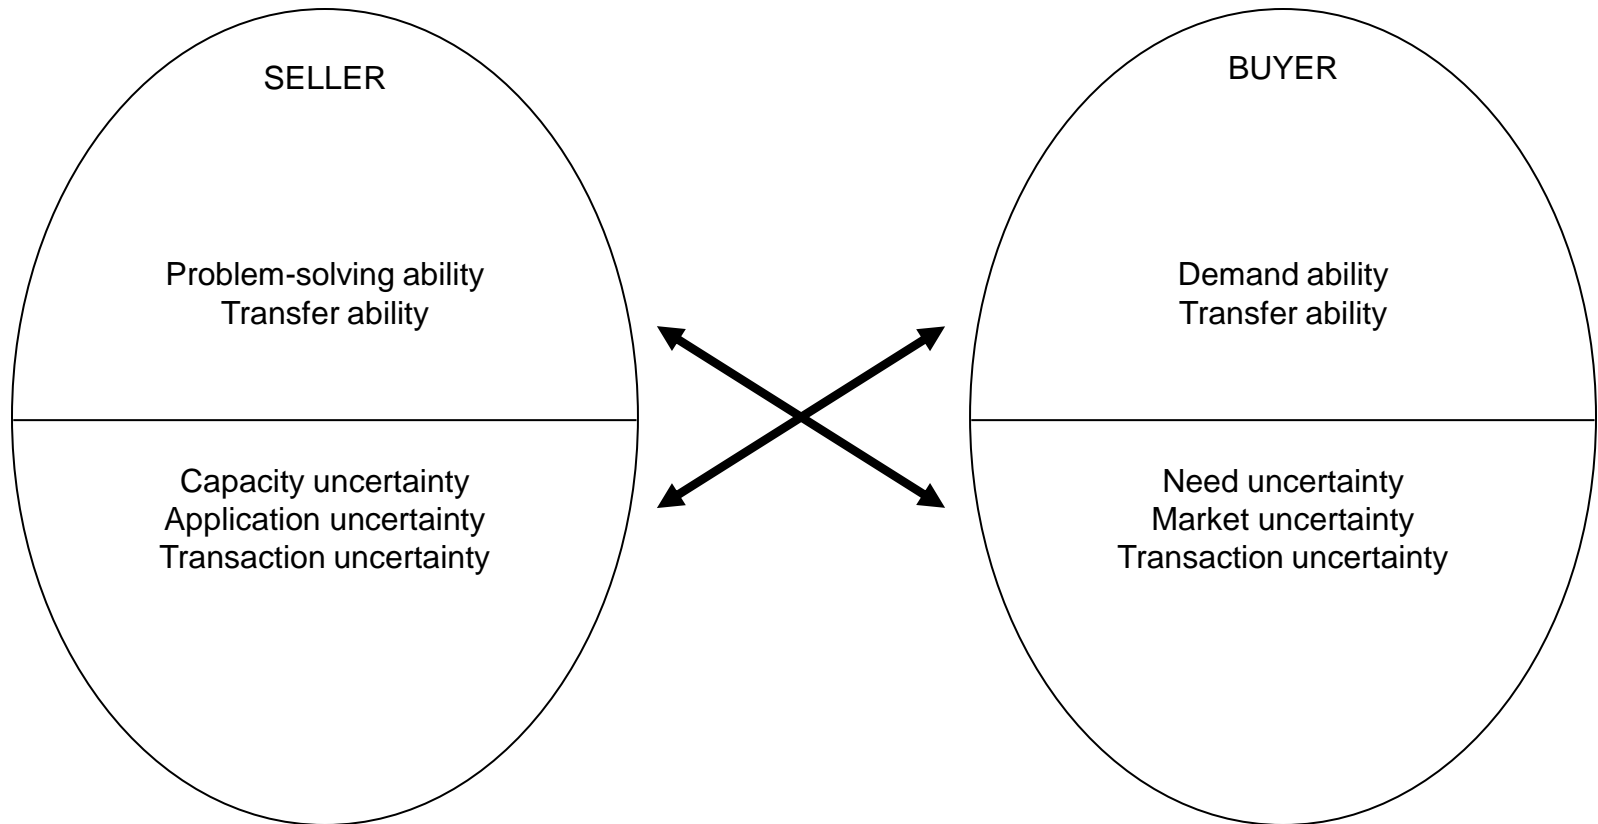 SELLER
Problem-solving ability
Transfer ability
Capacity uncertainty
Application uncertainty
Transaction uncertainty
BUYER
Demand ability
Transfer ability
Need uncertainty
Market uncertainty
Transaction uncertainty